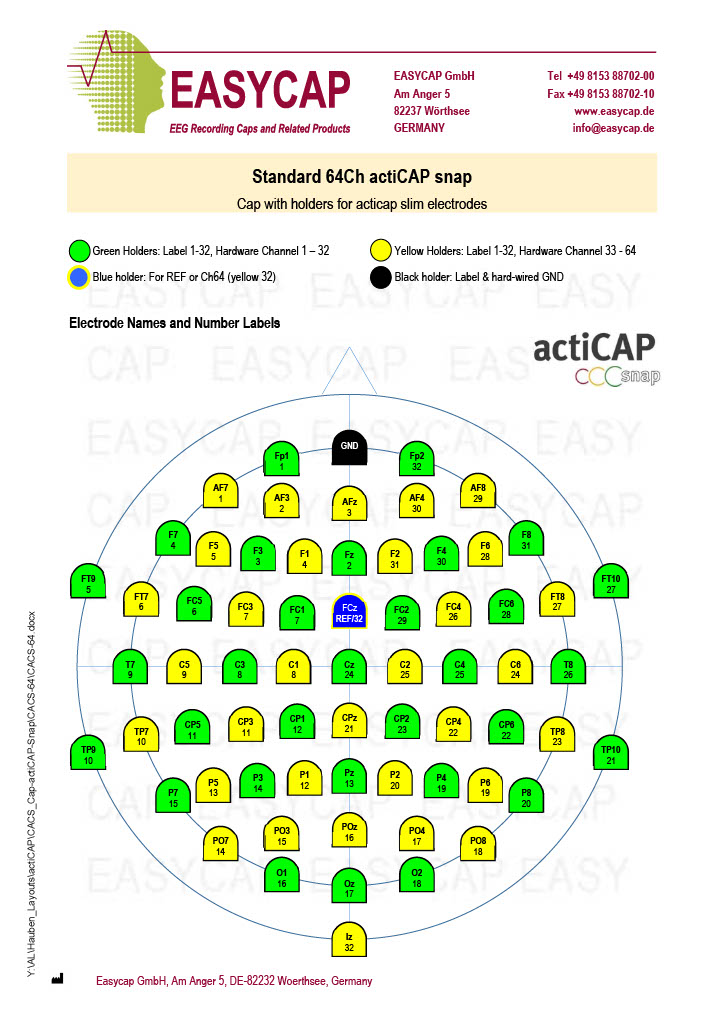 EASYCAP
EEG Recording Caps and Related Products
EASYCAP GmbH
Am Anger 5
82237 Wörthsee
GERMANY
Tel +49 8153 88702-00
Fax +49 8153 88702-10
www.easycap.de
info@easycap.de
Standard 64Ch actiCAP snap
Cap with holders for acticap slim electrodes
Green Holders: Label 1-32, Hardware Channel 1 – 32
Yellow Holders: Label 1-32, Hardware Channel 33 - 64
Blue holder: For REF or Ch64 (yellow 32)
Black holder: Label & hard-wired GND
EASYCAP EASYCAP EASY
Electrode Names and Number Labels
actiCAP
snap
CAP EASYCAP EAS
EASYCAP EASYCAP EASY
GND
Fp1
1
Fp2
32
AF7
1
AF3
2
AFz
3
AF4
30
AF8
29
F7
4
F5
5
F3
3
F1
4
Fz
2
F2
31
F4
30
F6
28
F8
31
FT9
5
FT7
6
FC5
6
FC3
7
FC1
7
FCz
REF/32
FC2
29
FC4
26
FC6
28
FT8
27
FT10
27
T7
9
C5
9
C3
8
C1
8
Cz
24
C2
25
C4
25
C6
24
T8
26
TP9
10
TP7
10
CP5
11
CP3
11
CP1
12
CPz
21
CP2
23
CP4
22
CP6
22
TP8
23
TP10
21
P7
15
P5
13
P3
14
P1
12
Pz
13
P2
20
P4
19
P6
19
P8
20
PO7
14
PO3
15
POz
16
PO4
17
PO8
18
O1
16
Oz
17
O2
18
Iz
32
EASYCAP EASYCAP EASY
Y:\AL\Hauben_Layouts\actiCAP\CACS_Cap-actiCAP-Snap\CACS-64\CACS-64.docx
Easycap GmbH, Am Anger 5, DE-82232 Woerthsee, Germany